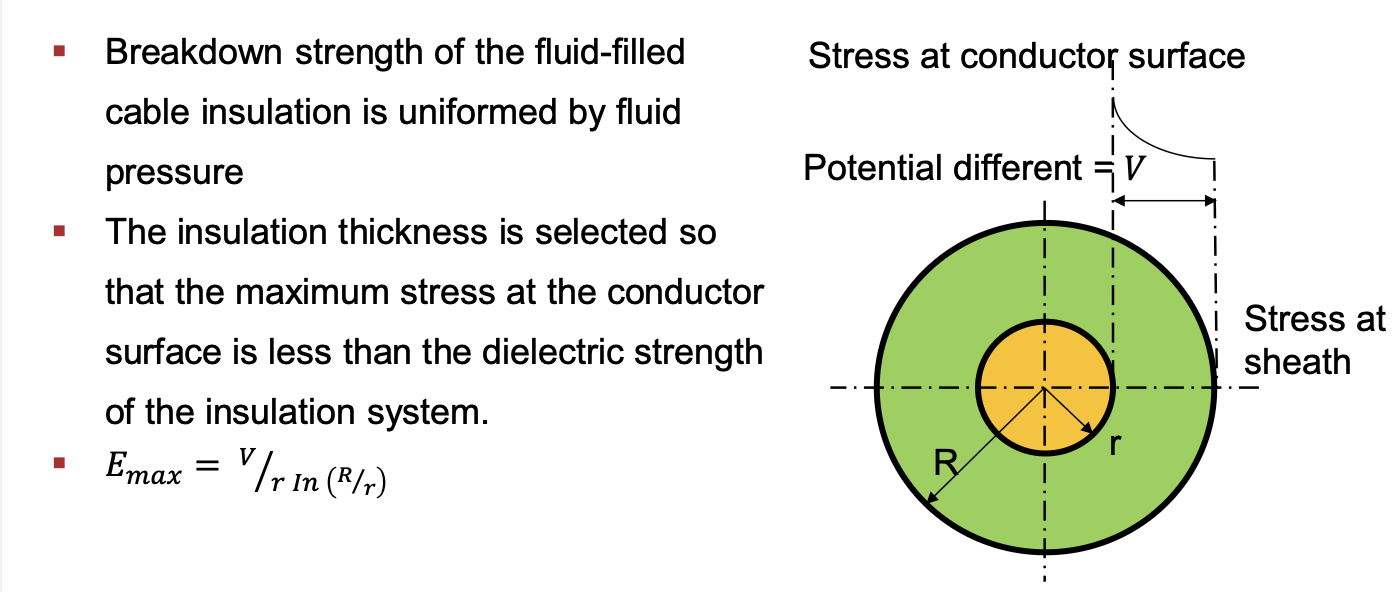 ▪ Breakdown strength of the fluid-filled
cable insulation is uniformed by fluid
pressure
▪ The insulation thickness is selected so
that the maximum stress at the conductor
surface is less than the dielectric strength
of the insulation system.
▪ E_max = V/r In (R/r)
Stress at conductor surface
Potential different = V
Stress at
sheath
R
r